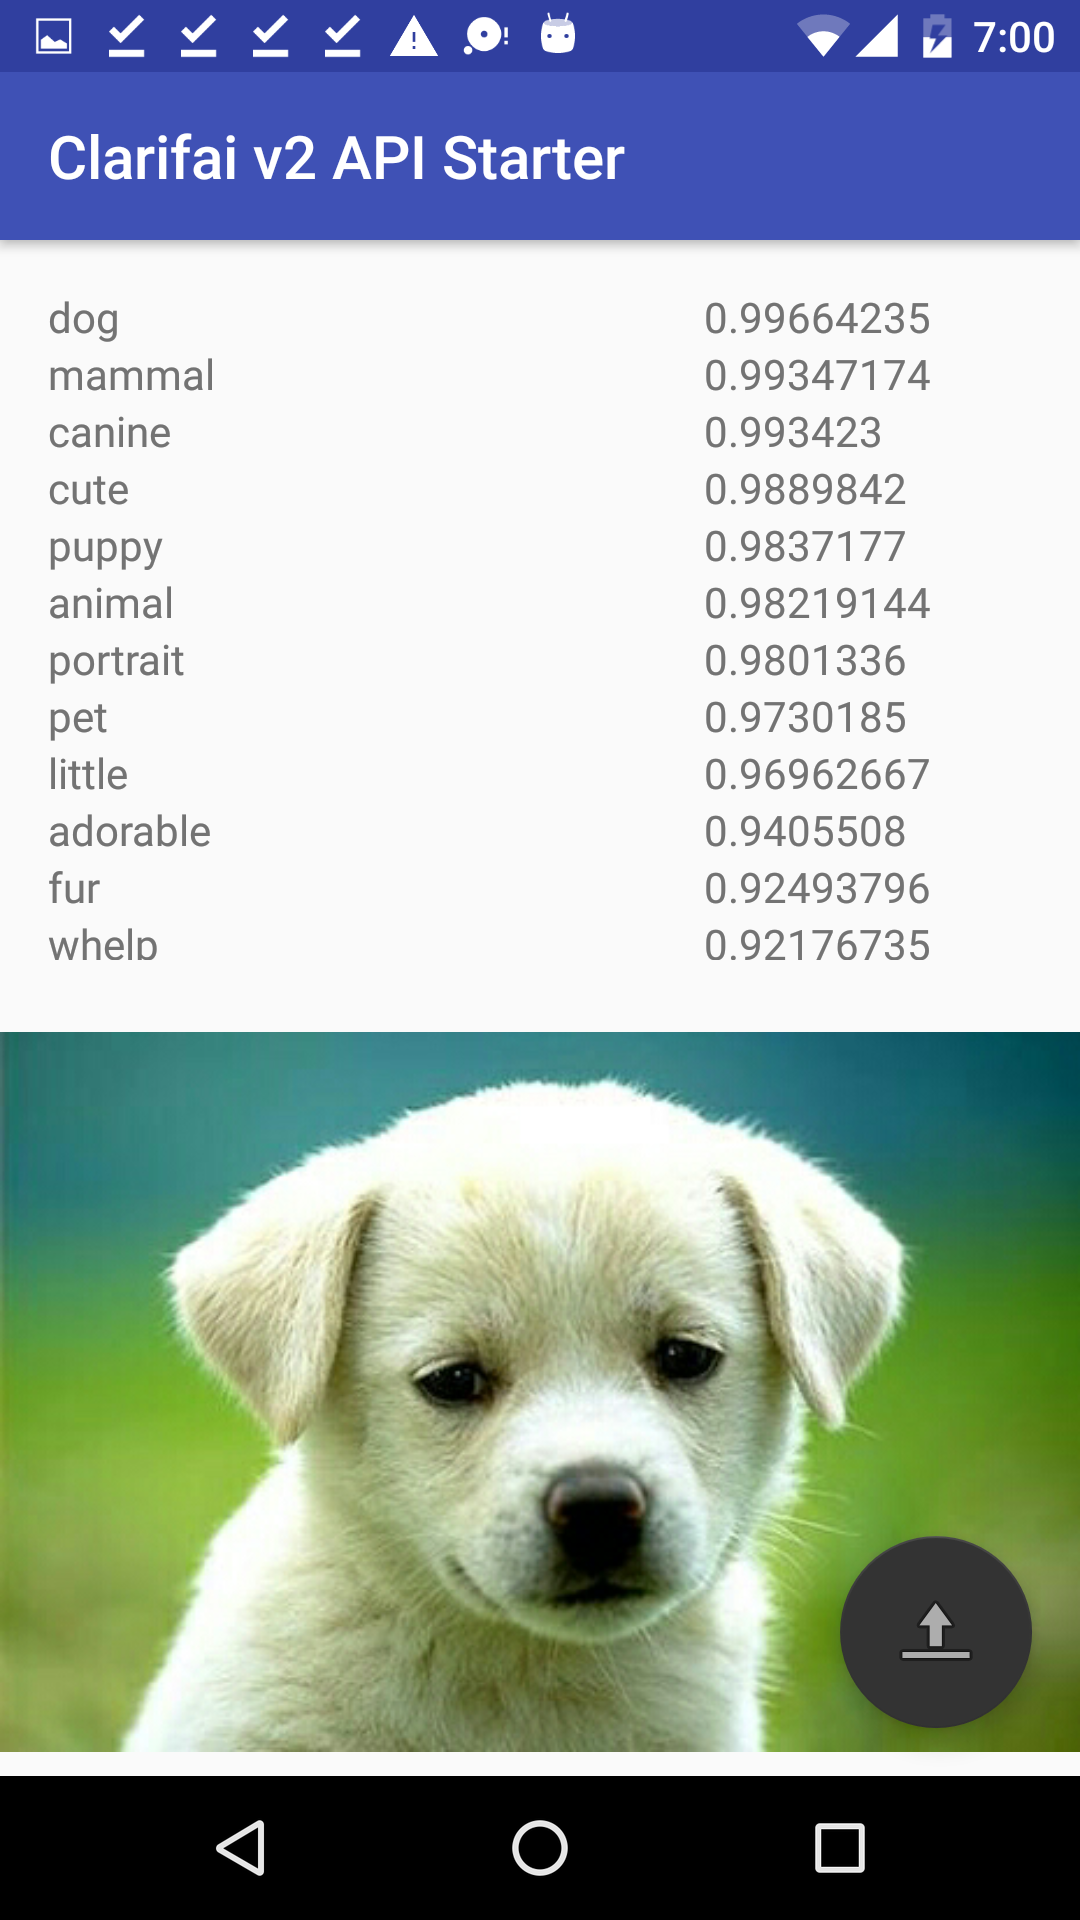 7:00
Clarifai v2 API Starter
dog 0.99664235
mammal 0.99347174
canine 0.993423
cute 0.9889842
puppy 0.9837177
animal 0.98219144
portrait 0.9801336
pet 0.9730185
little 0.96962667
adorable 0.9405508
fur 0.92493796
whelp 0.92176735